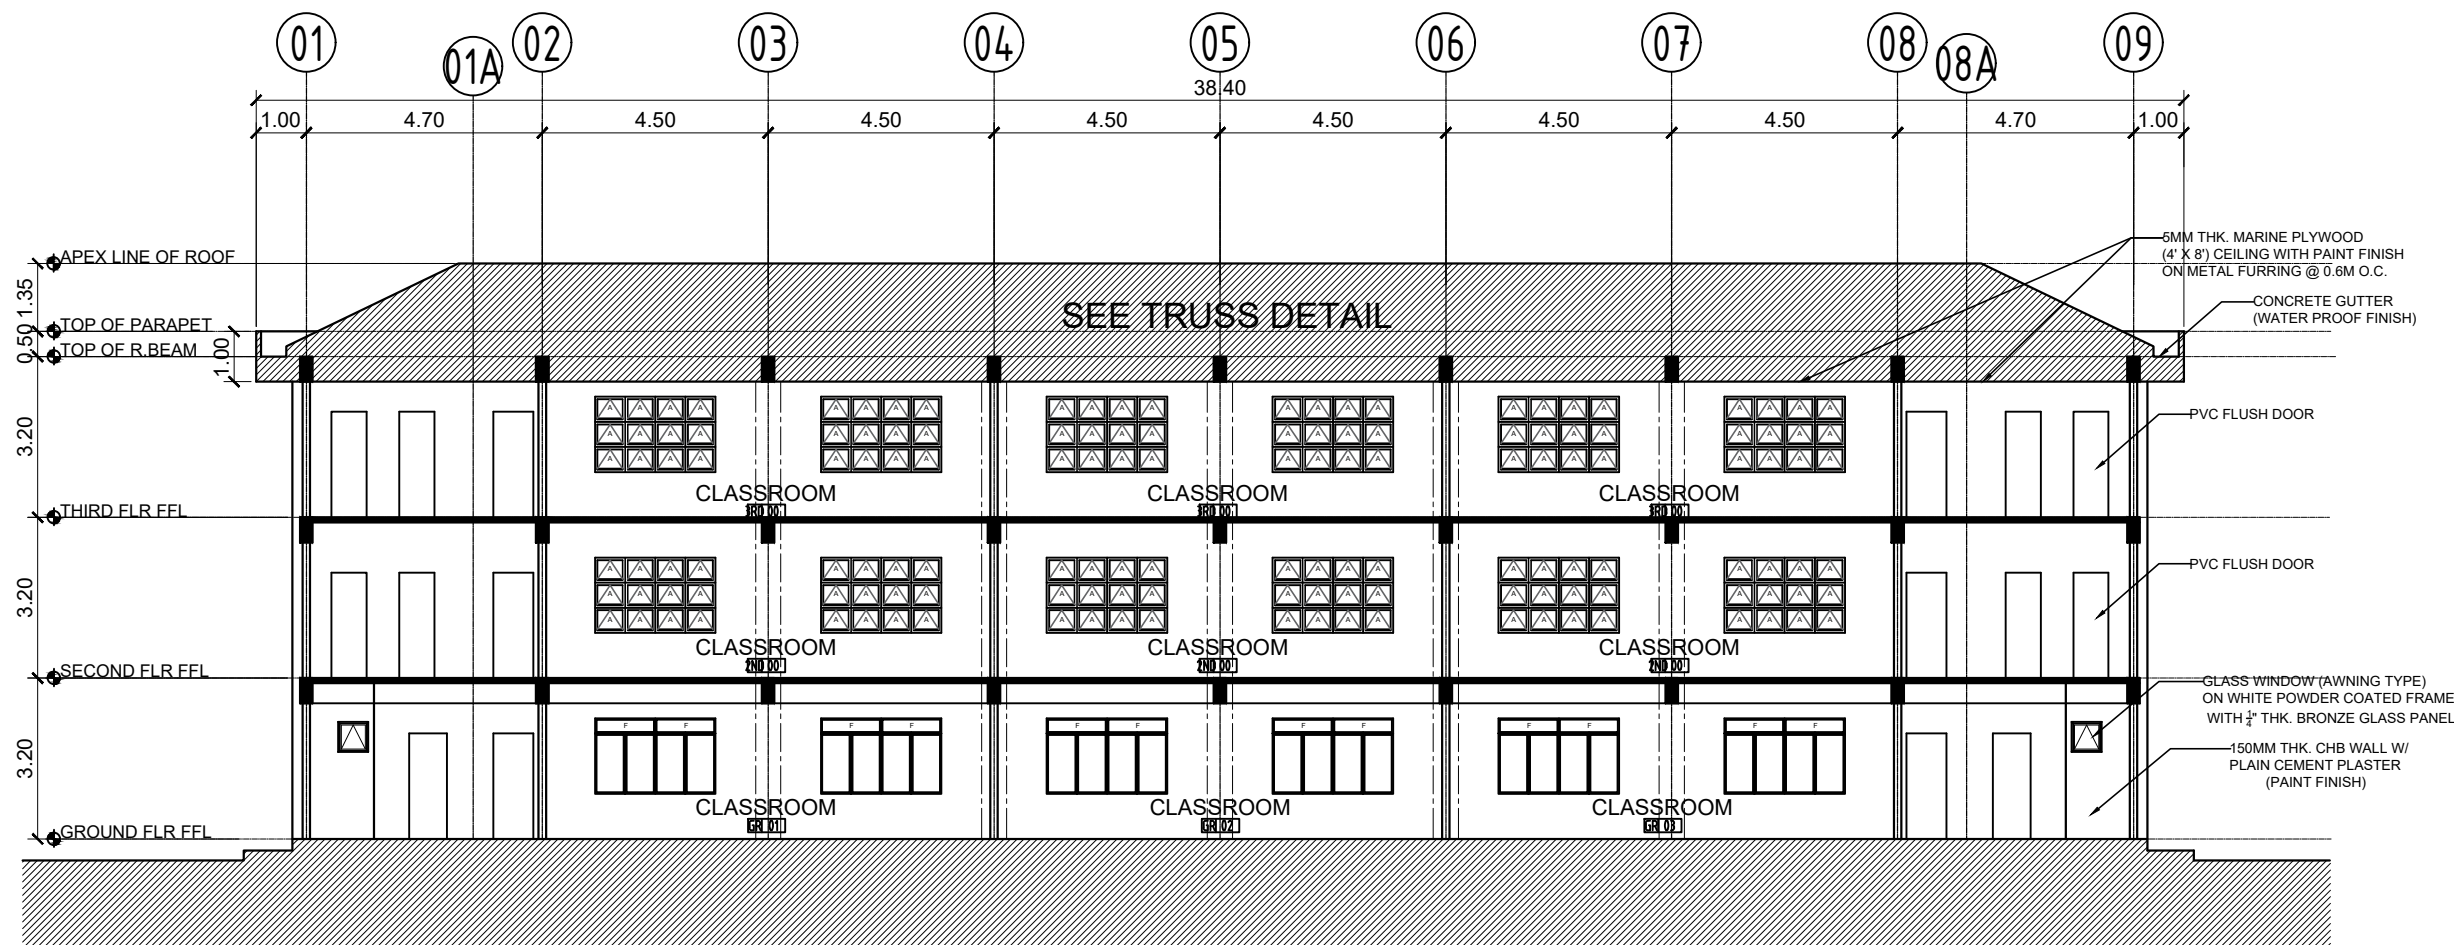 01
01A
02
03
04
05
06
07
08
08A
09
38.40
1.00
4.70
4.50
4.50
4.50
4.50
4.50
4.50
4.70
1.00
APEX LINE OF ROOF
1.35
TOP OF PARAPET
0.50
TOP OF R.BEAM
1.00
SEE TRUSS DETAIL
5MM THK. MARINE PLYWOOD
(4' X 8') CEILING WITH PAINT FINISH
ON METAL FURRING @ 0.6M O.C.
CONCRETE GUTTER
(WATER PROOF FINISH)
3.20
A A A A A A A A A A A A A A A A A A A A A A A A
A A A A A A A A A A A A A A A A A A A A A A A A
A A A A A A A A A A A A A A A A A A A A A A A A
PVC FLUSH DOOR
CLASSROOM CLASSROOM CLASSROOM
THIRD FLR FFL
3.20
A A A A A A A A A A A A A A A A A A A A A A A A
A A A A A A A A A A A A A A A A A A A A A A A A
A A A A A A A A A A A A A A A A A A A A A A A A
PVC FLUSH DOOR
CLASSROOM CLASSROOM CLASSROOM
SECOND FLR FFL
GLASS WINDOW (AWNING TYPE)
ON WHITE POWDER COATED FRAME
WITH ¼" THK. BRONZE GLASS PANEL
3.20
F F F F F F F F F F F F
150MM THK. CHB WALL W/
PLAIN CEMENT PLASTER
(PAINT FINISH)
CLASSROOM CLASSROOM CLASSROOM
GROUND FLR FFL